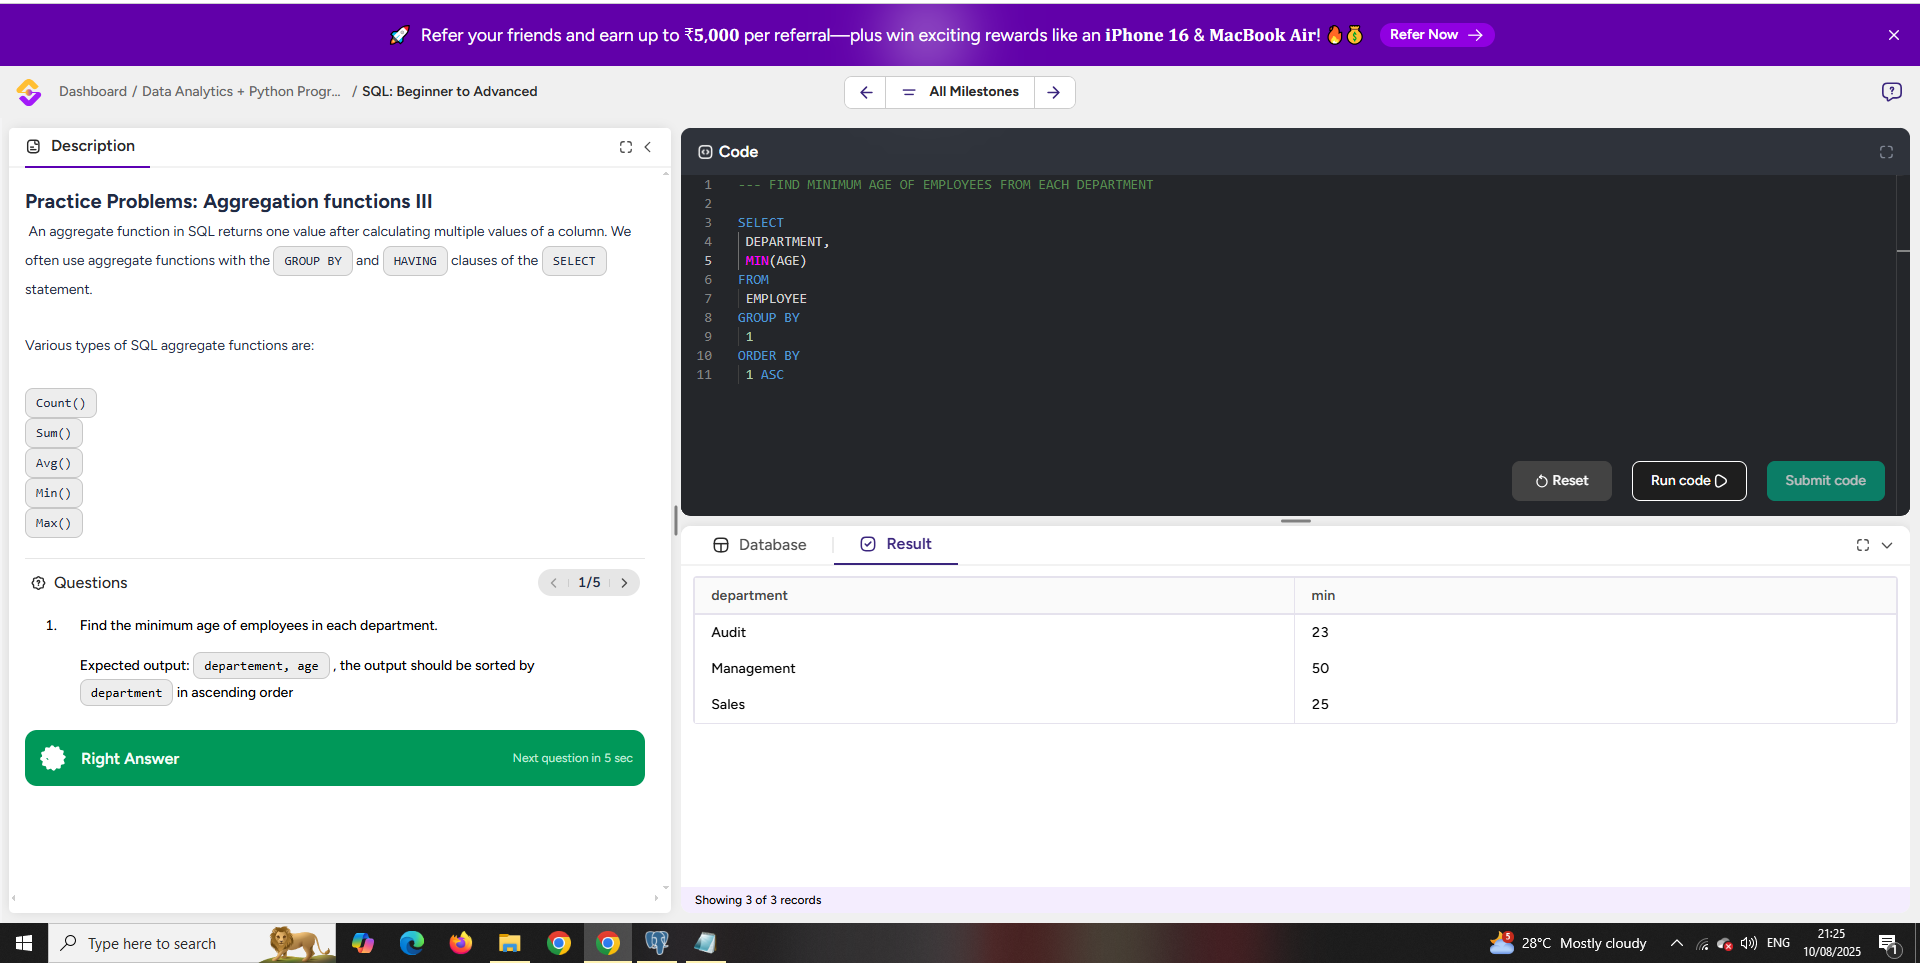 Refer your friends and earn up to ₹5,000 per referral—plus win exciting rewards like an iPhone 16 & MacBook Air! Refer Now
Dashboard / Data Analytics + Python Progr... / SQL: Beginner to Advanced
All Milestones
Description
Practice Problems: Aggregation functions III
An aggregate function in SQL returns one value after calculating multiple values of a column. We
often use aggregate functions with the GROUP BY and HAVING clauses of the SELECT
statement.
Various types of SQL aggregate functions are:
Count()
Sum()
Avg()
Min()
Max()
Questions
1/5
1. Find the minimum age of employees in each department.
Expected output: departement, age , the output should be sorted by
department in ascending order
Right Answer
Next question in 5 sec
Code
1 --- FIND MINIMUM AGE OF EMPLOYEES FROM EACH DEPARTMENT
2
3 SELECT
4 DEPARTMENT,
5 MIN(AGE)
6 FROM
7 EMPLOYEE
8 GROUP BY
9 1
10 ORDER BY
11 1 ASC
Reset
Run code
Submit code
Database
Result
department min
Audit 23
Management 50
Sales 25
Showing 3 of 3 records
Type here to search
5
28°C Mostly cloudy
ENG
21:25
10/08/2025
1